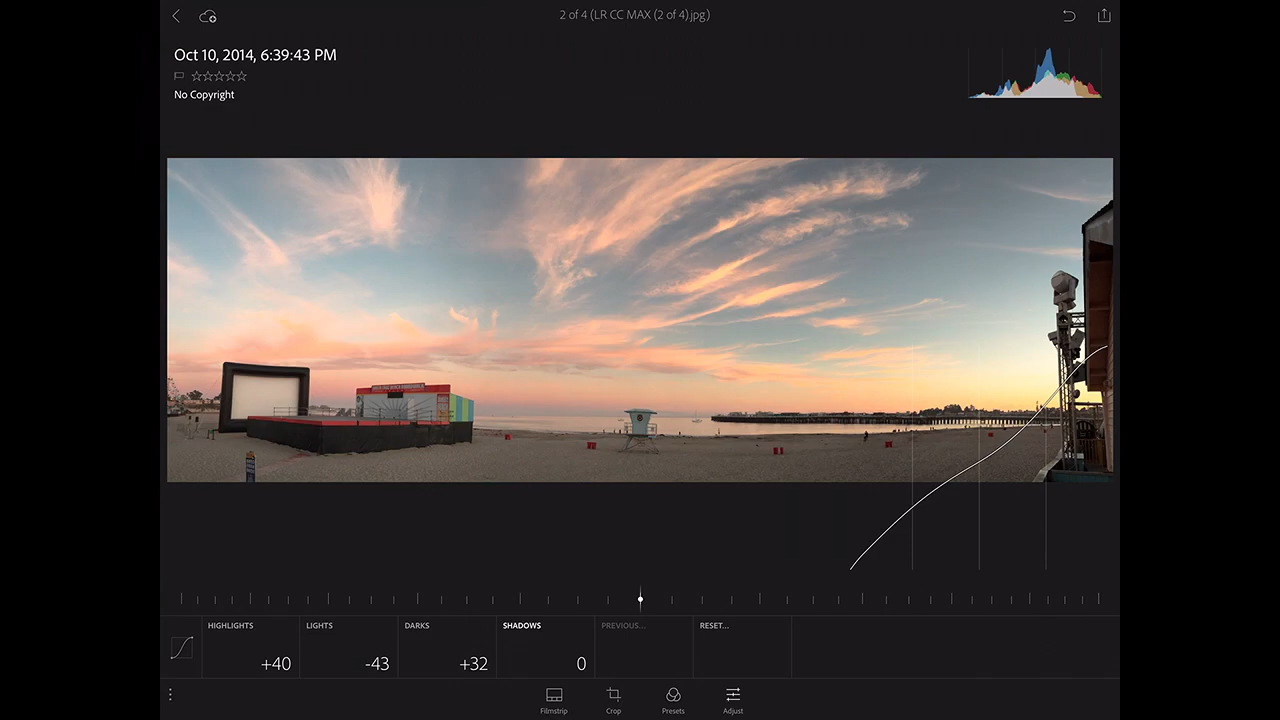 2 of 4 (LR CC MAX (2 of 4).jpg)
Oct 10, 2014, 6:39:43 PM
No Copyright
HIGHLIGHTS LIGHTS DARKS SHADOWS PREVIOUS... RESET...
+40 -43 +32 0
Filmstrip Crop Presets Adjust